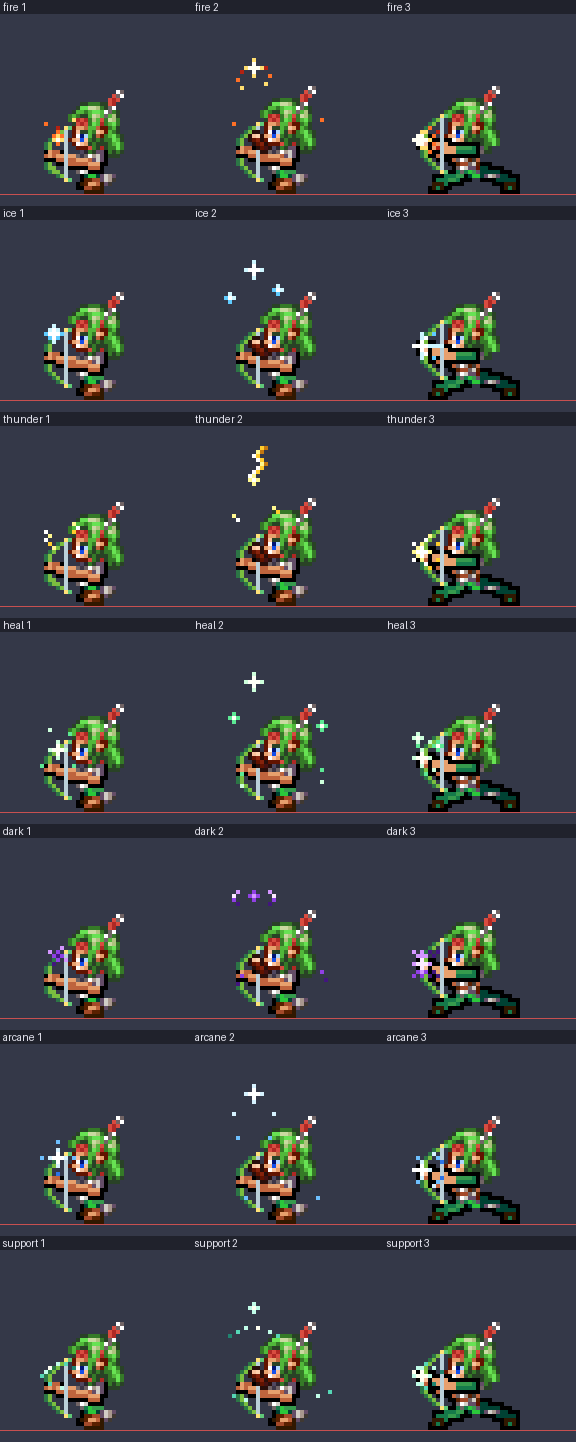 fire 1 fire 2 fire 3
ice 1 ice 2 ice 3
thunder 1 thunder 2 thunder 3
heal 1 heal 2 heal 3
dark 1 dark 2 dark 3
arcane 1 arcane 2 arcane 3
support 1 support 2 support 3